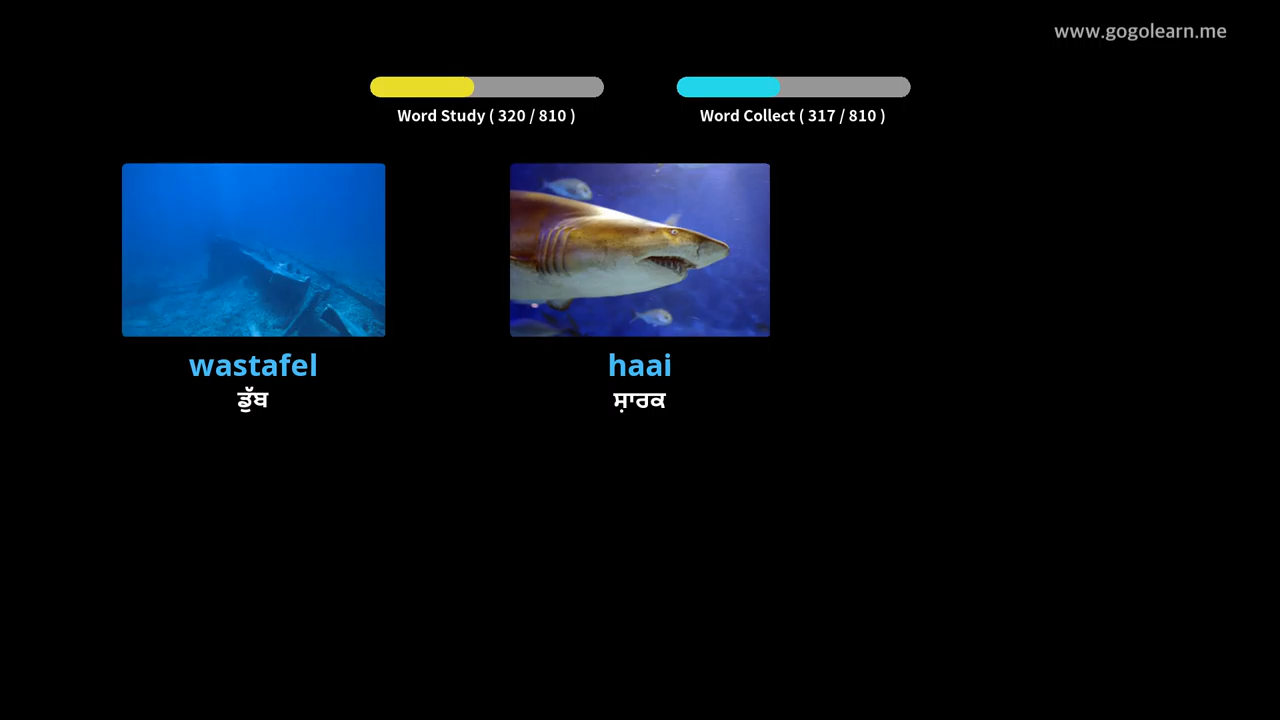 www.gogolearn.me
Word Study ( 320 / 810 )
Word Collect ( 317 / 810 )
wastafel
ਡੁੱਬ
haai
ਸ਼ਾਰਕ